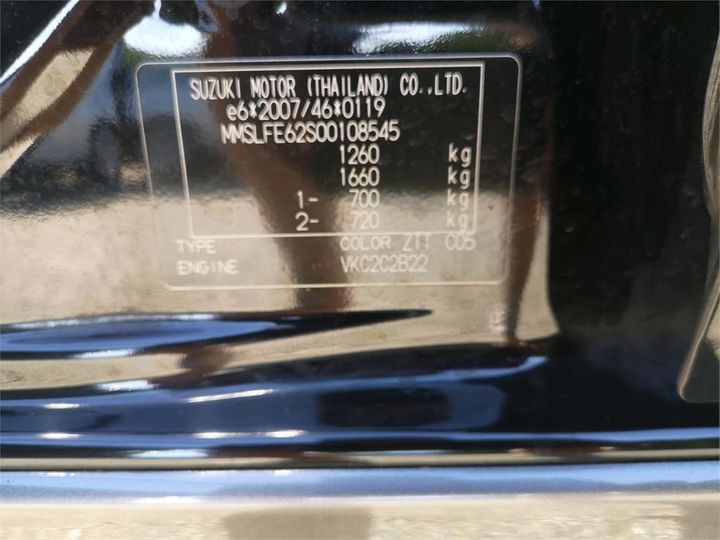 SUZUKI MOTOR (THAILAND) CO.,LTD.
e6*2007/46*0119
MMSLFE62S00108545
1260 kg
1660 kg
1- 700 kg
2- 720 kg
TYPE COLOR ZTT C05
ENGINE VKC2C2B22